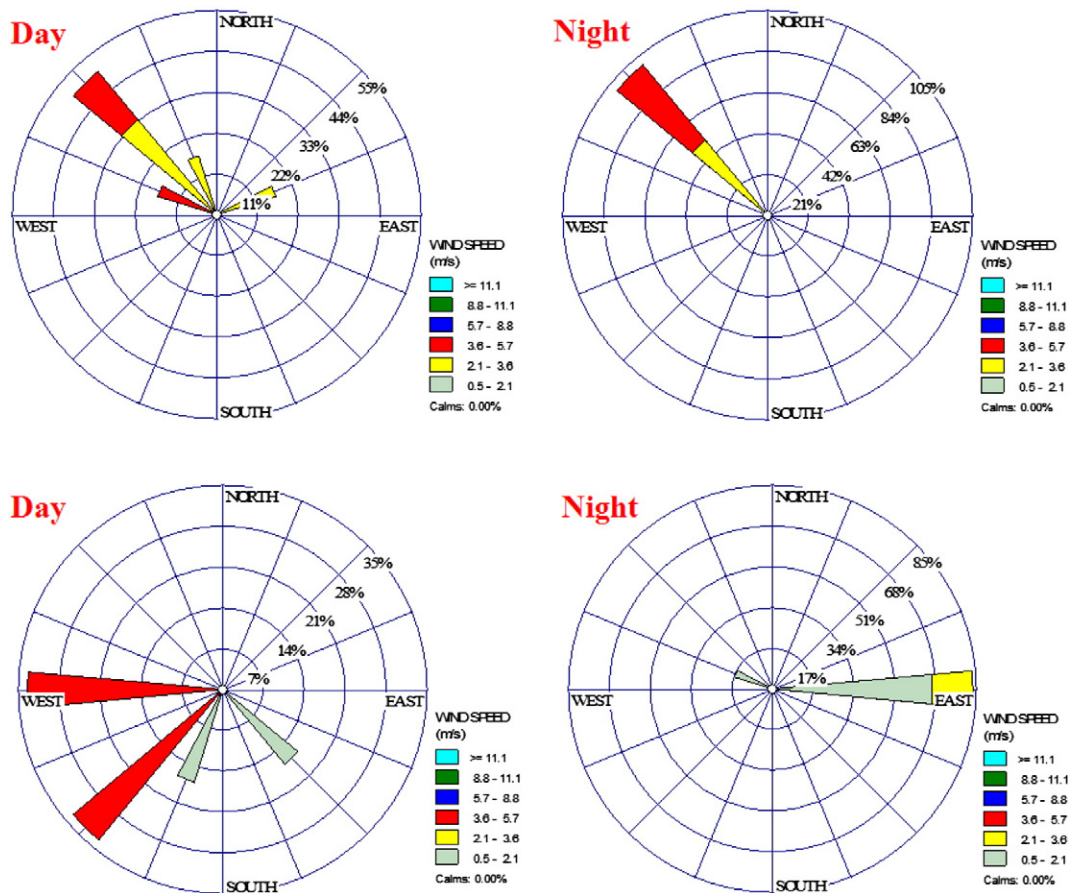 Day
NORTH
55%
44%
33%
22%
11%
WEST
EAST
SOUTH
WIND SPEED
(m/s)
>= 11.1
8.8 - 11.1
5.7 - 8.8
3.6 - 5.7
2.1 - 3.6
0.5 - 2.1
Calms: 0.00%
Night
NORTH
105%
84%
63%
42%
21%
WEST
EAST
SOUTH
WIND SPEED
(m/s)
>= 11.1
8.8 - 11.1
5.7 - 8.8
3.6 - 5.7
2.1 - 3.6
0.5 - 2.1
Calms: 0.00%
Day
NORTH
35%
28%
21%
14%
7%
WEST
EAST
SOUTH
WIND SPEED
(m/s)
>= 11.1
8.8 - 11.1
5.7 - 8.8
3.6 - 5.7
2.1 - 3.6
0.5 - 2.1
Calms: 0.00%
Night
NORTH
85%
68%
51%
34%
17%
WEST
EAST
SOUTH
WIND SPEED
(m/s)
>= 11.1
8.8 - 11.1
5.7 - 8.8
3.6 - 5.7
2.1 - 3.6
0.5 - 2.1
Calms: 0.00%